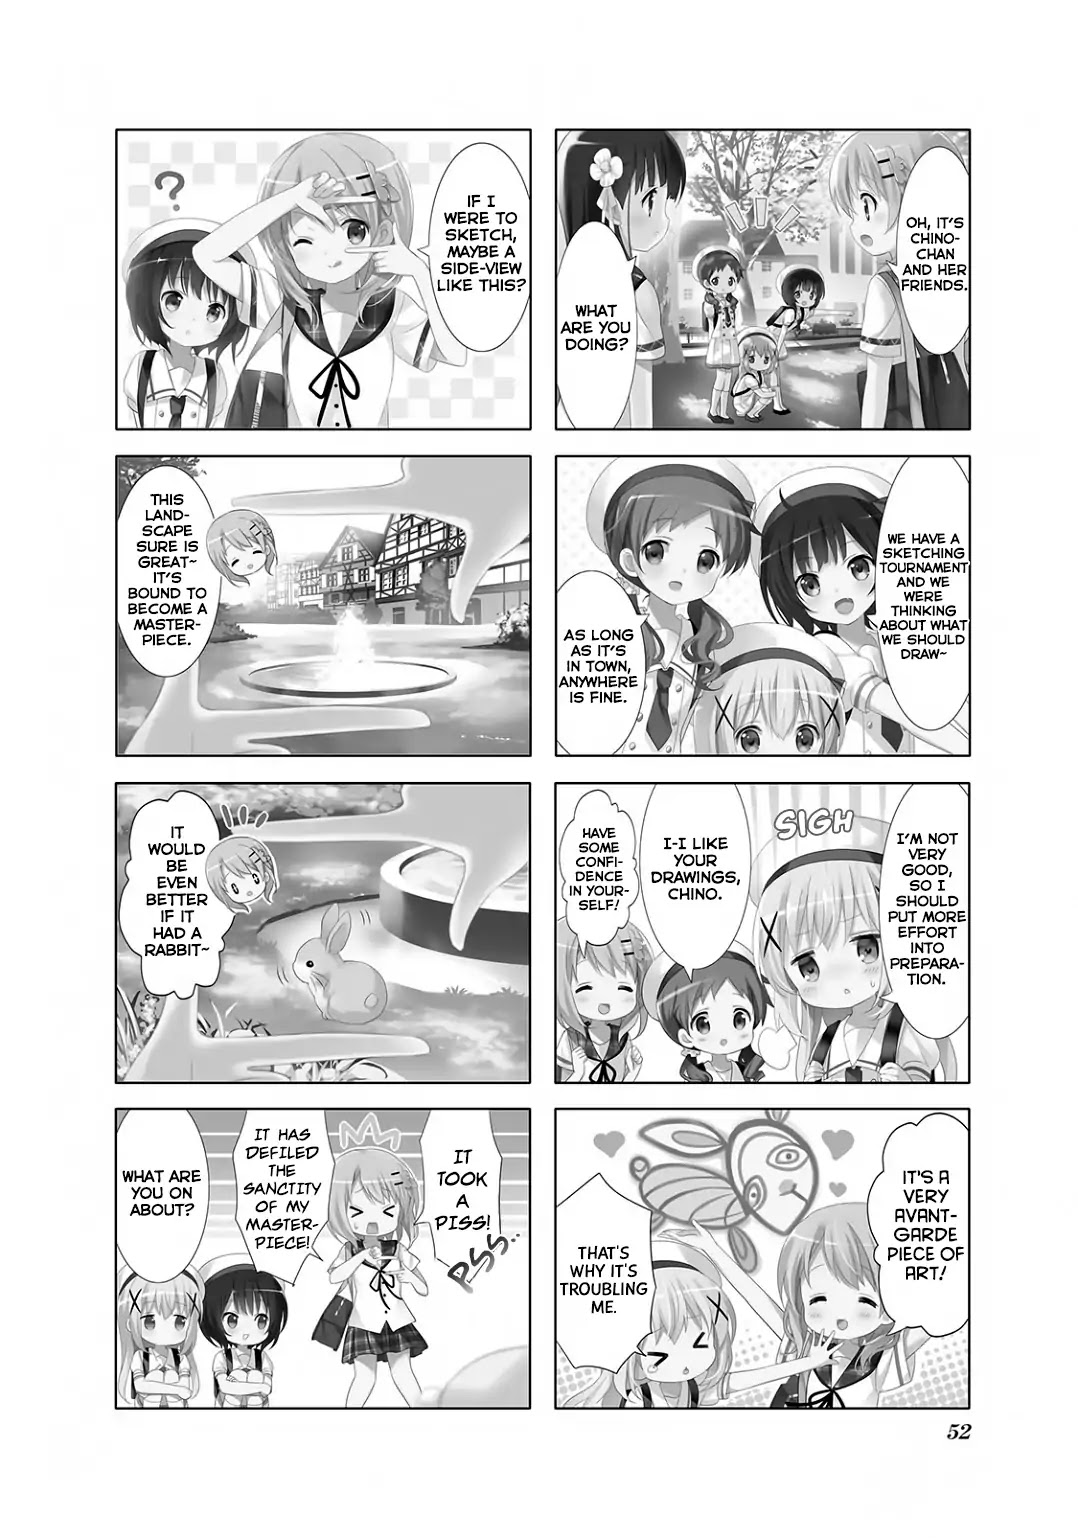 OH, IT'S
CHINO-
CHAN
AND HER
FRIENDS.
WHAT
ARE YOU
DOING?
WE HAVE A
SKETCHING
TOURNAMENT
AND WE
WERE
THINKING
ABOUT WHAT
WE SHOULD
DRAW~
AS LONG
AS IT'S
IN TOWN,
ANYWHERE
IS FINE.
I'M NOT
VERY
GOOD,
SO I
SHOULD
PUT MORE
EFFORT
INTO
PREPARA-
TION.
SIGH
I-I LIKE
YOUR
DRAWINGS,
CHINO.
HAVE
SOME
CONFI-
DENCE
IN YOUR-
SELF!
IT'S A
VERY
AVANT-
GARDE
PIECE OF
ART!
THAT'S
WHY IT'S
TROUBLING
ME.
IF I
WERE TO
SKETCH,
MAYBE A
SIDE-VIEW
LIKE THIS?
?
THIS
LAND-
SCAPE
SURE IS
GREAT~
IT'S
BOUND TO
BECOME A
MASTER-
PIECE.
IT
WOULD
BE
EVEN
BETTER
IF IT
HAD A
RABBIT~
IT
TOOK
A
PISS!
PSS..
IT HAS
DEFILED THE
SANCTITY
OF MY
MASTER-
PIECE!
WHAT ARE
YOU ON
ABOUT?
52